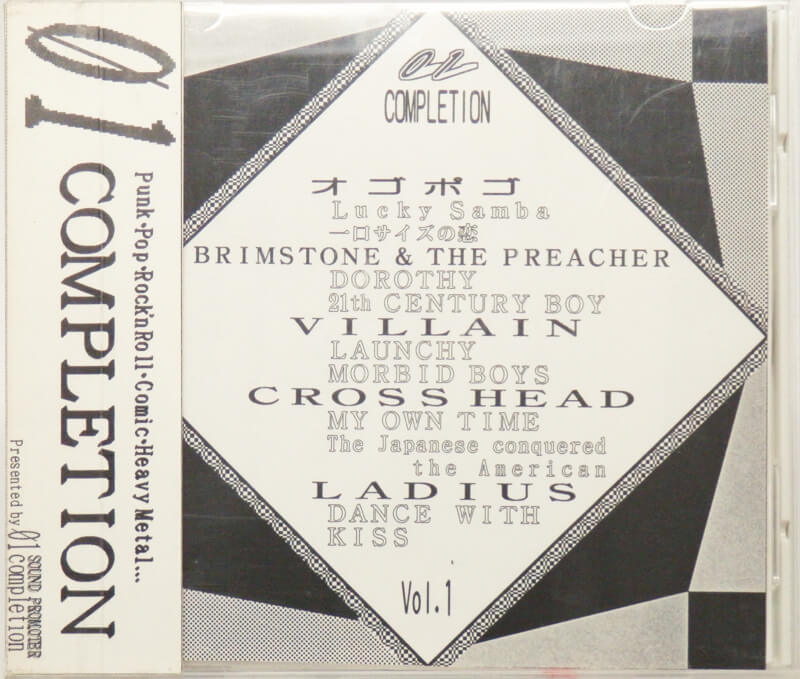 01
COMPLETION
Punk・Pop・Rock'n Roll・Comic・Heavy Metal...
Presented by 01 SOUND PROMOTER completion
01
COMPLETION
オゴポゴ
Lucky Samba
一口サイズの恋
BRIMSTONE & THE PREACHER
DOROTHY
21th CENTURY BOY
VILLAIN
LAUNCHY
MORBID BOYS
CROSS HEAD
MY OWN TIME
The Japanese conquered
the American
LADIUS
DANCE WITH
KISS
Vol.1